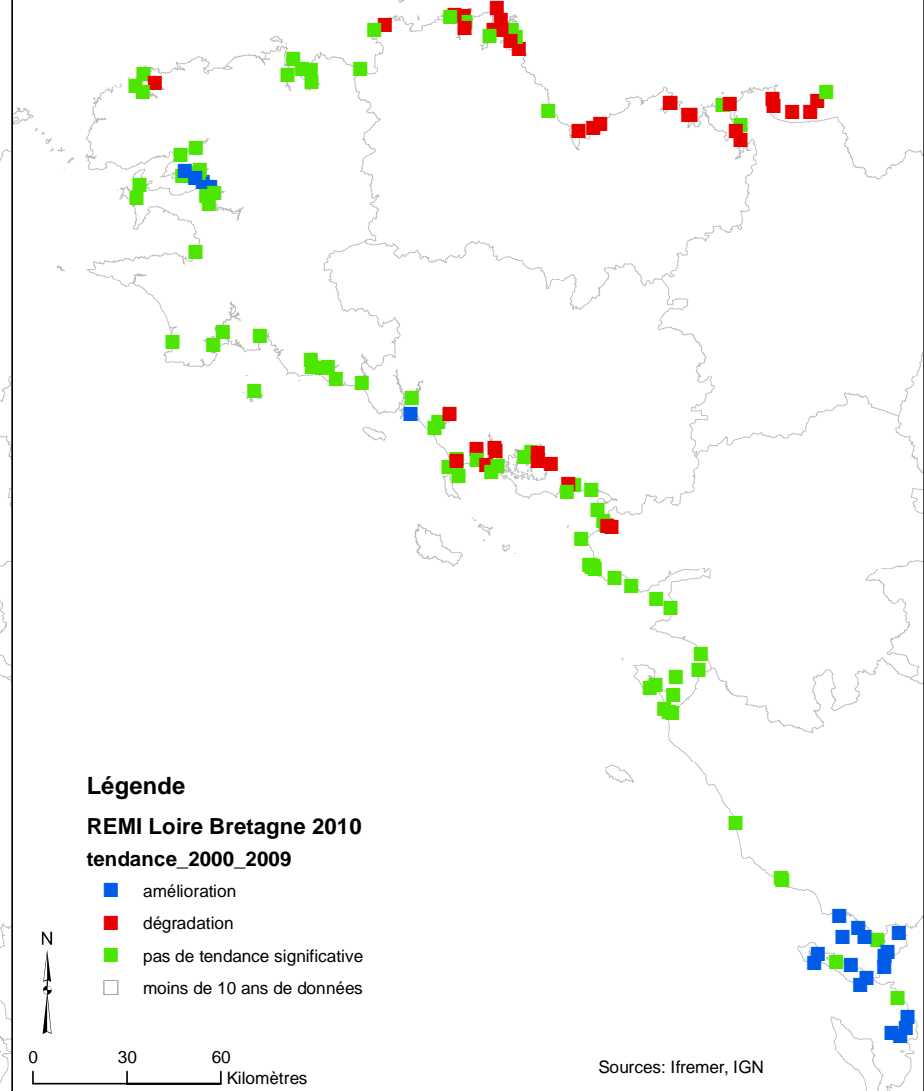 Légende
REMI Loire Bretagne 2010
tendance_2000_2009
amélioration
dégradation
pas de tendance significative
moins de 10 ans de données
N
0 30 60
Kilomètres
Sources: Ifremer, IGN